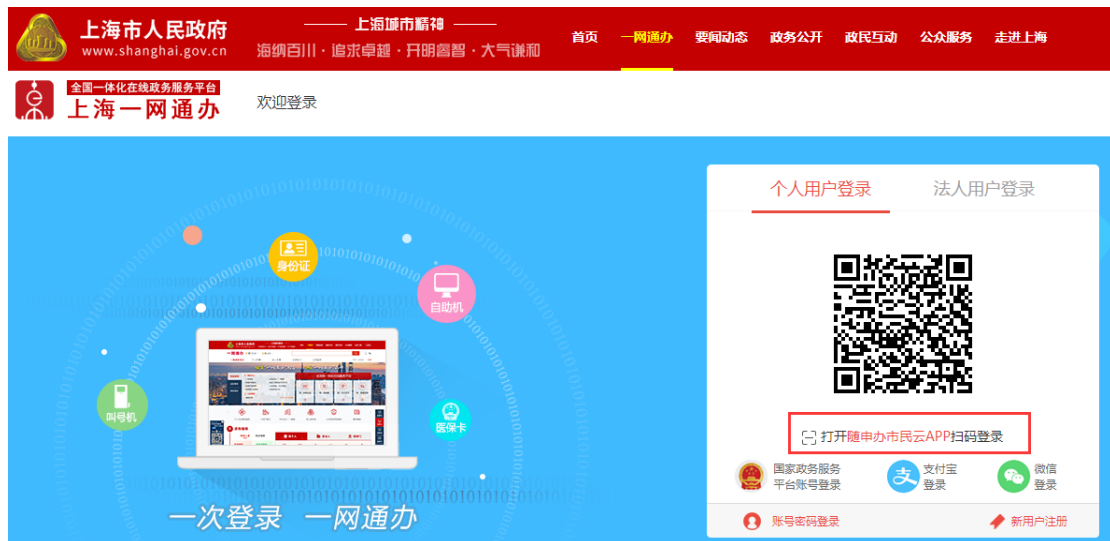 上海市人民政府
www.shanghai.gov.cn
上海城市精神
海纳百川·追求卓越·开明睿智·大气谦和
首页 一网通办 要闻动态 政务公开 政民互动 公众服务 走进上海
全国一体化在线政务服务平台
上海一网通办
欢迎登录
个人用户登录 法人用户登录
身份证
自助机
叫号机
医保卡
一次登录 一网通办
打开随申办市民云APP扫码登录
国家政务服务
平台账号登录
支付宝
登录
微信
登录
账号密码登录 新用户注册